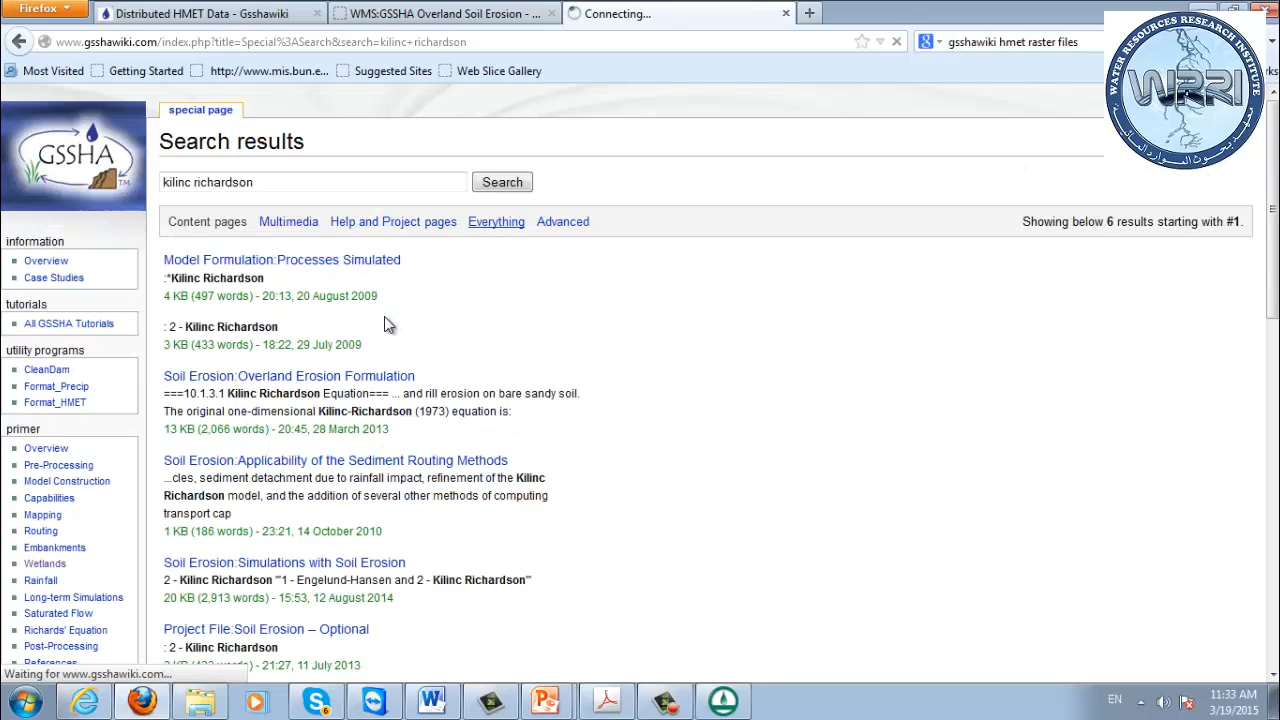 Firefox
Distributed HMET Data - Gsshawiki
WMS:GSSHA Overland Soil Erosion - ...
Connecting...
www.gsshawiki.com/index.php?title=Special%3ASearch&search=kilinc+richardson
gsshawiki hmet raster files
Most Visited
Getting Started
http://www.mis.bun.e...
Suggested Sites
Web Slice Gallery
WATER RESOURCES RESEARCH INSTITUTE
WRRI
معهد بحوث الموارد المائية
GSSHA
TM
special page
Search results
kilinc richardson
Search
Content pages Multimedia Help and Project pages Everything Advanced
Showing below 6 results starting with #1.
information
Overview
Case Studies
tutorials
All GSSHA Tutorials
utility programs
CleanDam
Format_Precip
Format_HMET
primer
Overview
Pre-Processing
Model Construction
Capabilities
Mapping
Routing
Embankments
Wetlands
Rainfall
Long-term Simulations
Saturated Flow
Richards' Equation
Post-Processing
References
Model Formulation:Processes Simulated
:*Kilinc Richardson
4 KB (497 words) - 20:13, 20 August 2009
: 2 - Kilinc Richardson
3 KB (433 words) - 18:22, 29 July 2009
Soil Erosion:Overland Erosion Formulation
===10.1.3.1 Kilinc Richardson Equation=== ... and rill erosion on bare sandy soil.
The original one-dimensional Kilinc-Richardson (1973) equation is:
13 KB (2,066 words) - 20:45, 28 March 2013
Soil Erosion:Applicability of the Sediment Routing Methods
...cles, sediment detachment due to rainfall impact, refinement of the Kilinc
Richardson model, and the addition of several other methods of computing
transport cap
1 KB (186 words) - 23:21, 14 October 2010
Soil Erosion:Simulations with Soil Erosion
2 - Kilinc Richardson '''1 - Engelund-Hansen and 2 - Kilinc Richardson'''
20 KB (2,913 words) - 15:53, 12 August 2014
Project File:Soil Erosion – Optional
: 2 - Kilinc Richardson
21:27, 11 July 2013
Waiting for www.gsshawiki.com...
EN
11:33 AM
3/19/2015